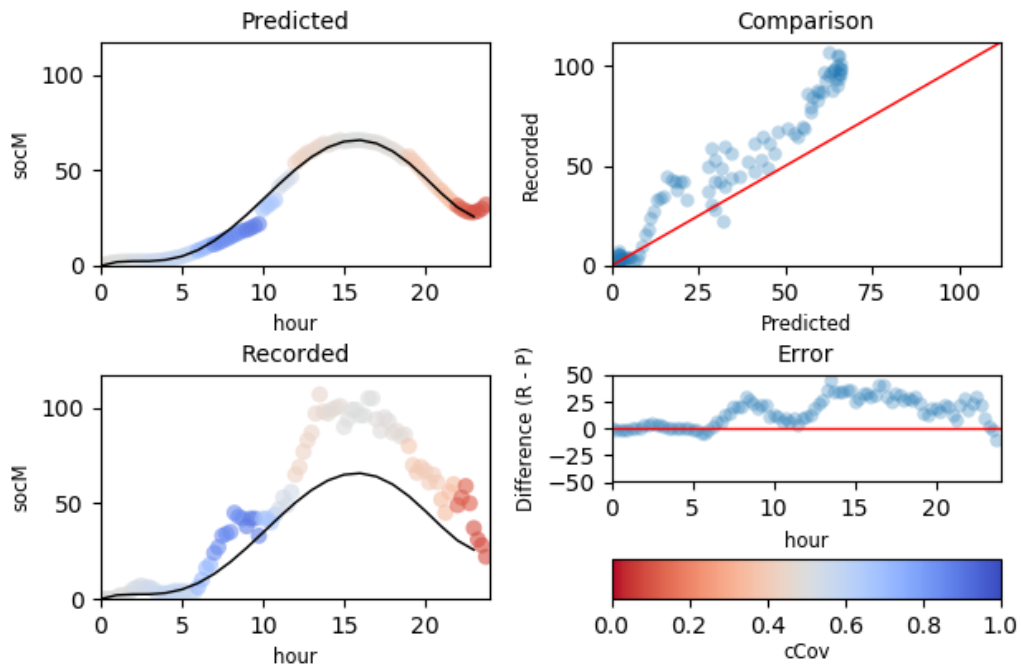 Predicted
socM
100
50
0
0 5 10 15 20
hour
Comparison
Recorded
100
50
0
0 25 50 75 100
Predicted
Recorded
socM
100
50
0
0 5 10 15 20
hour
Error
Difference (R - P)
50
25
0
−25
−50
0 5 10 15 20
hour
0.0 0.2 0.4 0.6 0.8 1.0
cCov